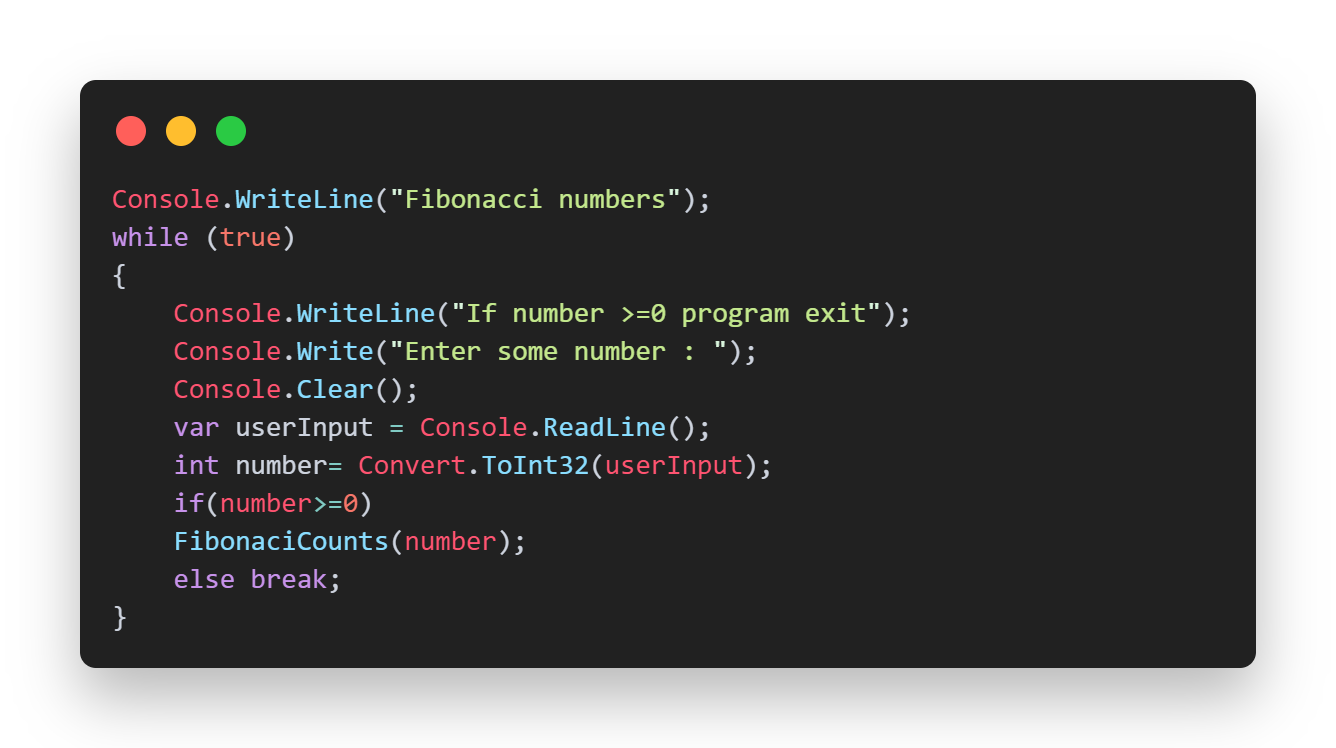 Console.WriteLine("Fibonacci numbers");
while (true)
{
    Console.WriteLine("If number >=0 program exit");
    Console.Write("Enter some number : ");
    Console.Clear();
    var userInput = Console.ReadLine();
    int number= Convert.ToInt32(userInput);
    if(number>=0)
    FibonaciCounts(number);
    else break;
}